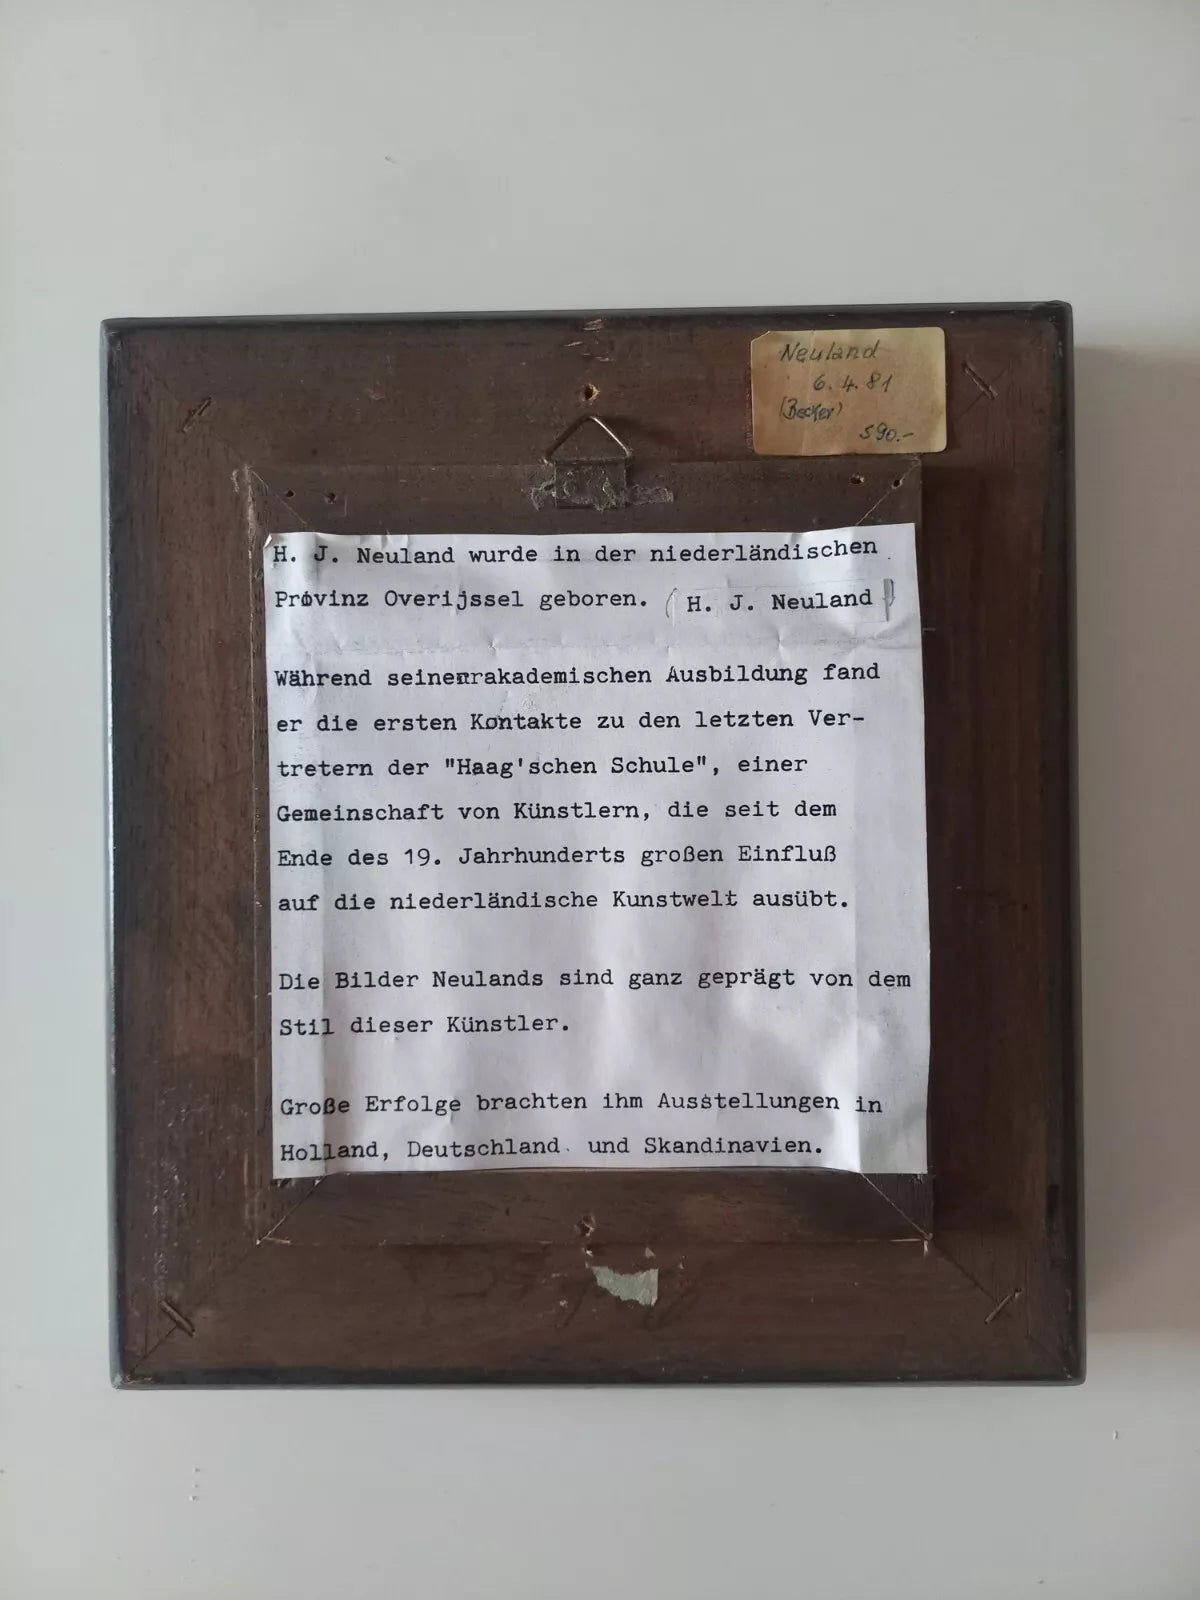 Neuland
6.4.81
(Becker)
590.-
H. J. Neuland wurde in der niederländischen
Provinz Overijssel geboren. ( H. J. Neuland )
Während seinerakademischen Ausbildung fand
er die ersten Kontakte zu den letzten Ver-
tretern der "Haag'schen Schule", einer
Gemeinschaft von Künstlern, die seit dem
Ende des 19. Jahrhunderts großen Einfluß
auf die niederländische Kunstwelt ausübt.
Die Bilder Neulands sind ganz geprägt von dem
Stil dieser Künstler.
Große Erfolge brachten ihm Ausstellungen in
Holland, Deutschland und Skandinavien.